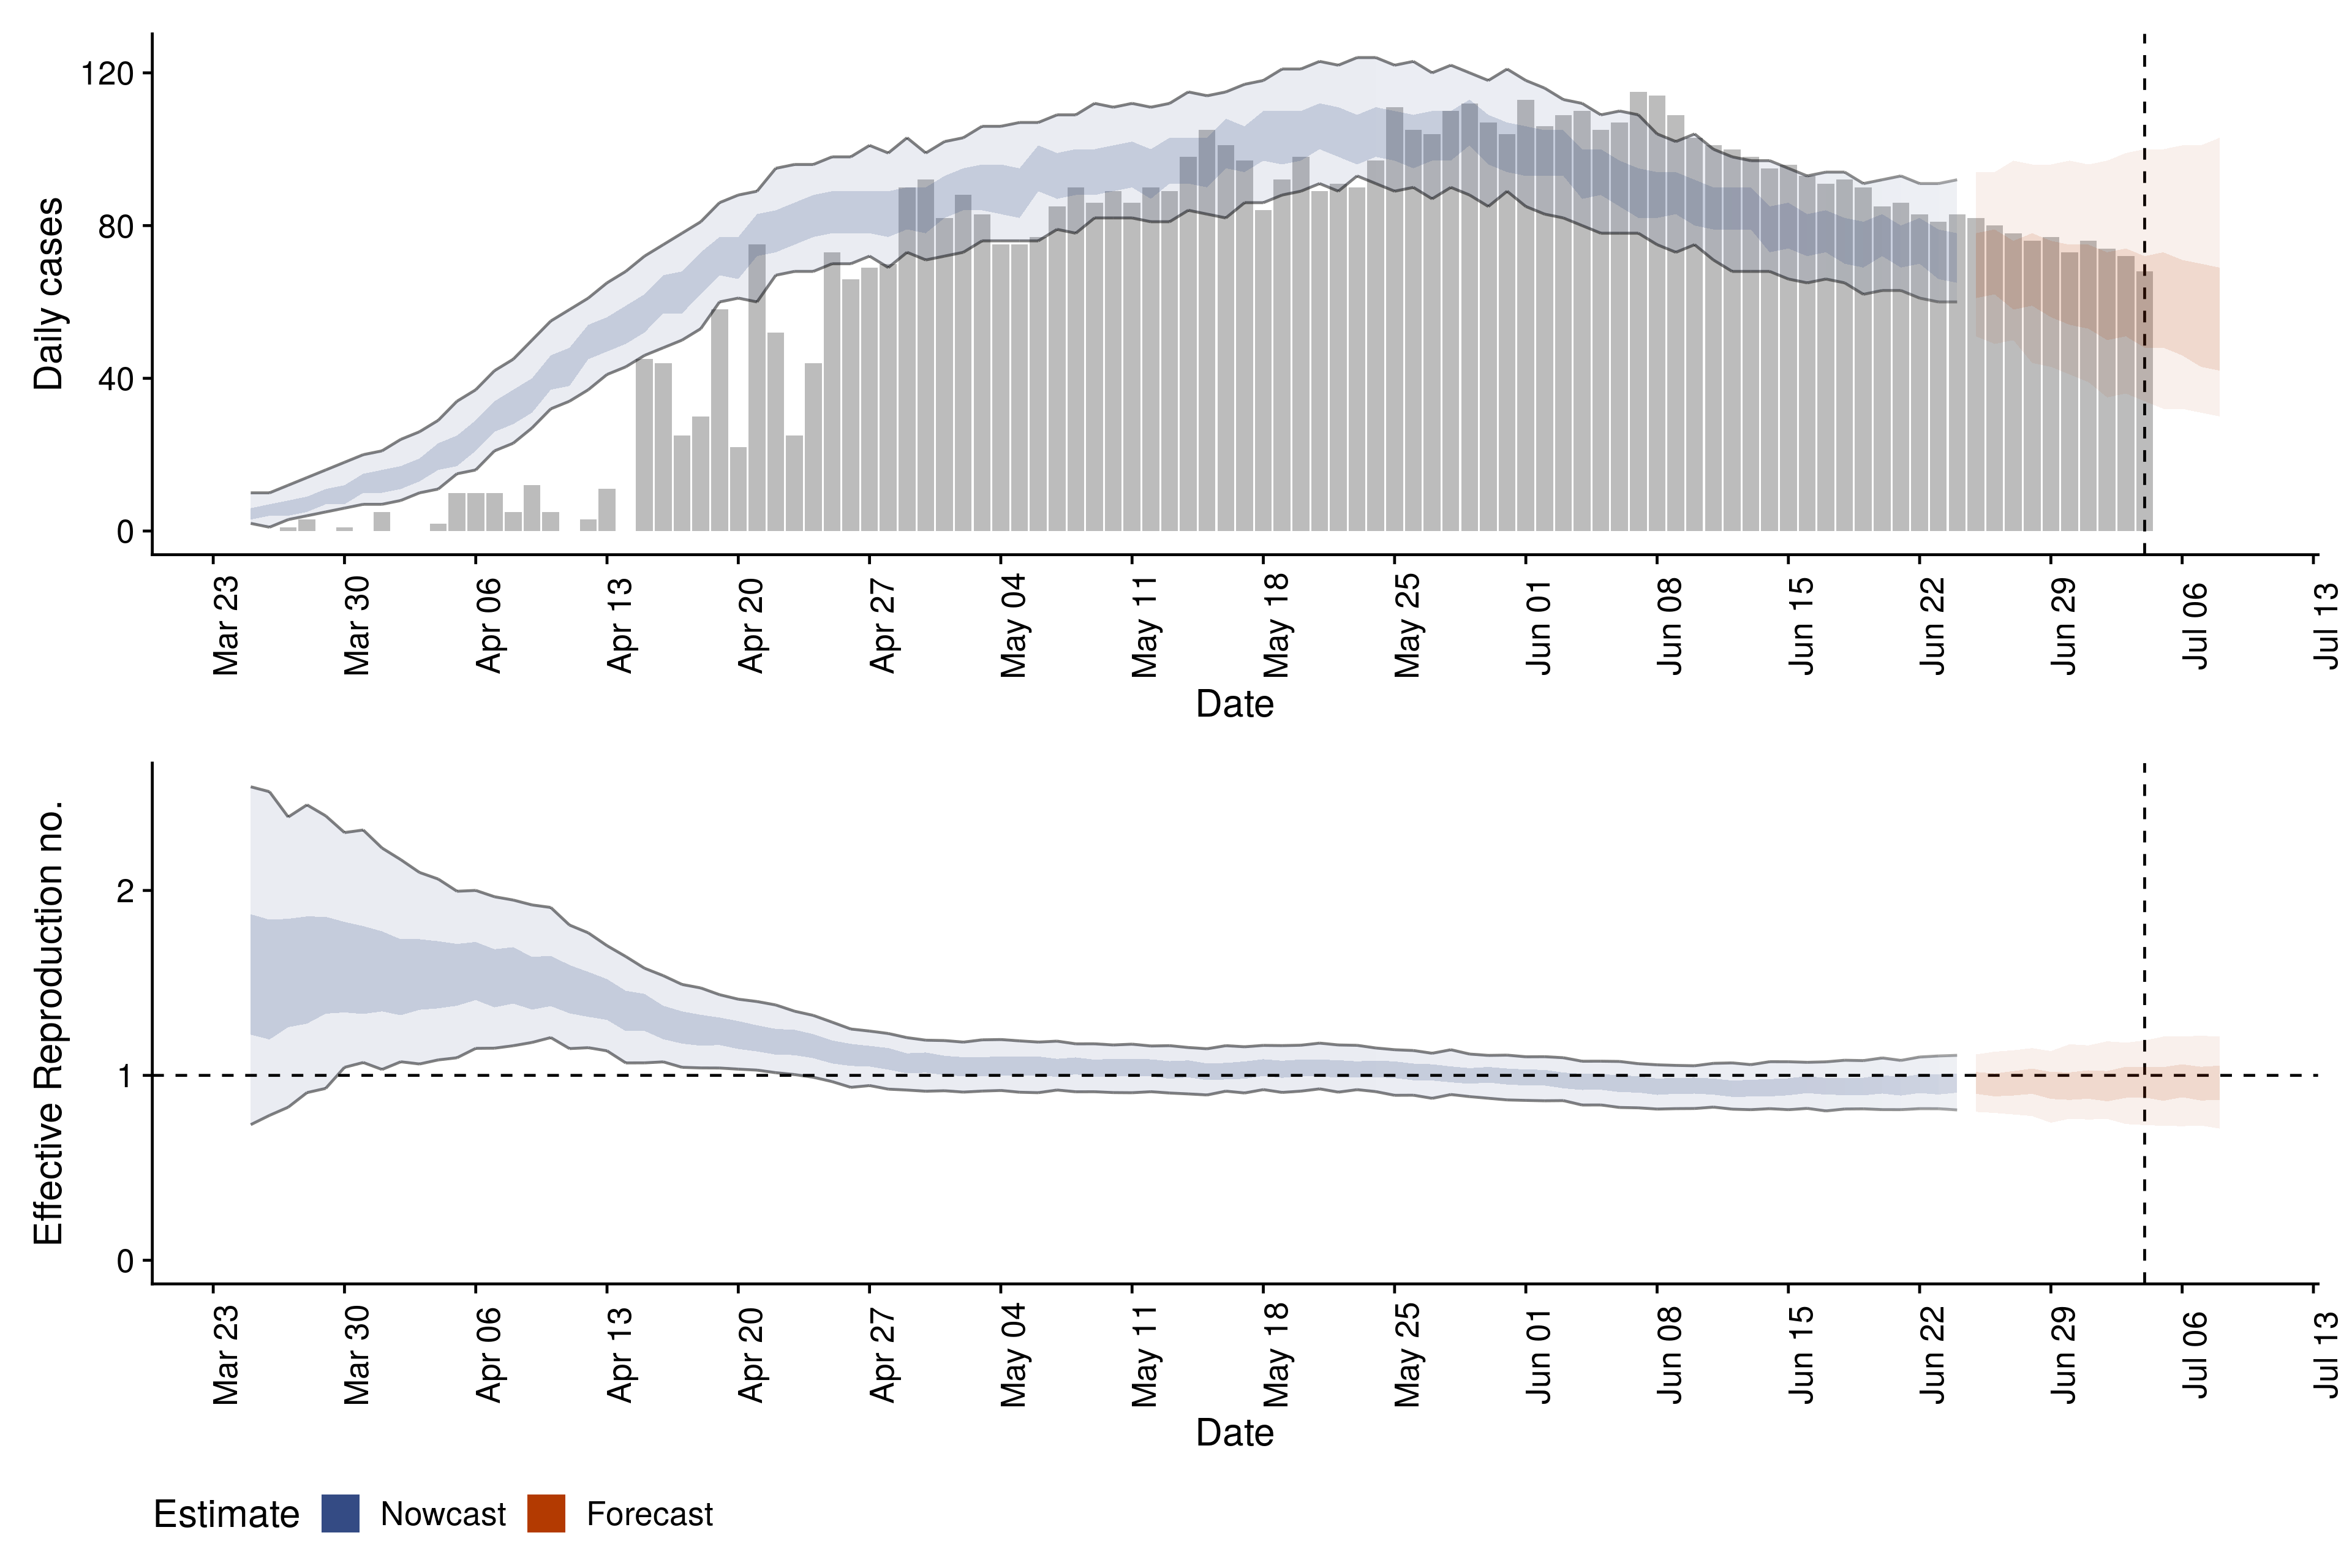 Daily cases
120
80
40
0
Mar 23
Mar 30
Apr 06
Apr 13
Apr 20
Apr 27
May 04
May 11
May 18
May 25
Jun 01
Jun 08
Jun 15
Jun 22
Jun 29
Jul 06
Jul 13
Date
Effective Reproduction no.
2
1
0
Mar 23
Mar 30
Apr 06
Apr 13
Apr 20
Apr 27
May 04
May 11
May 18
May 25
Jun 01
Jun 08
Jun 15
Jun 22
Jun 29
Jul 06
Jul 13
Date
Estimate Nowcast Forecast